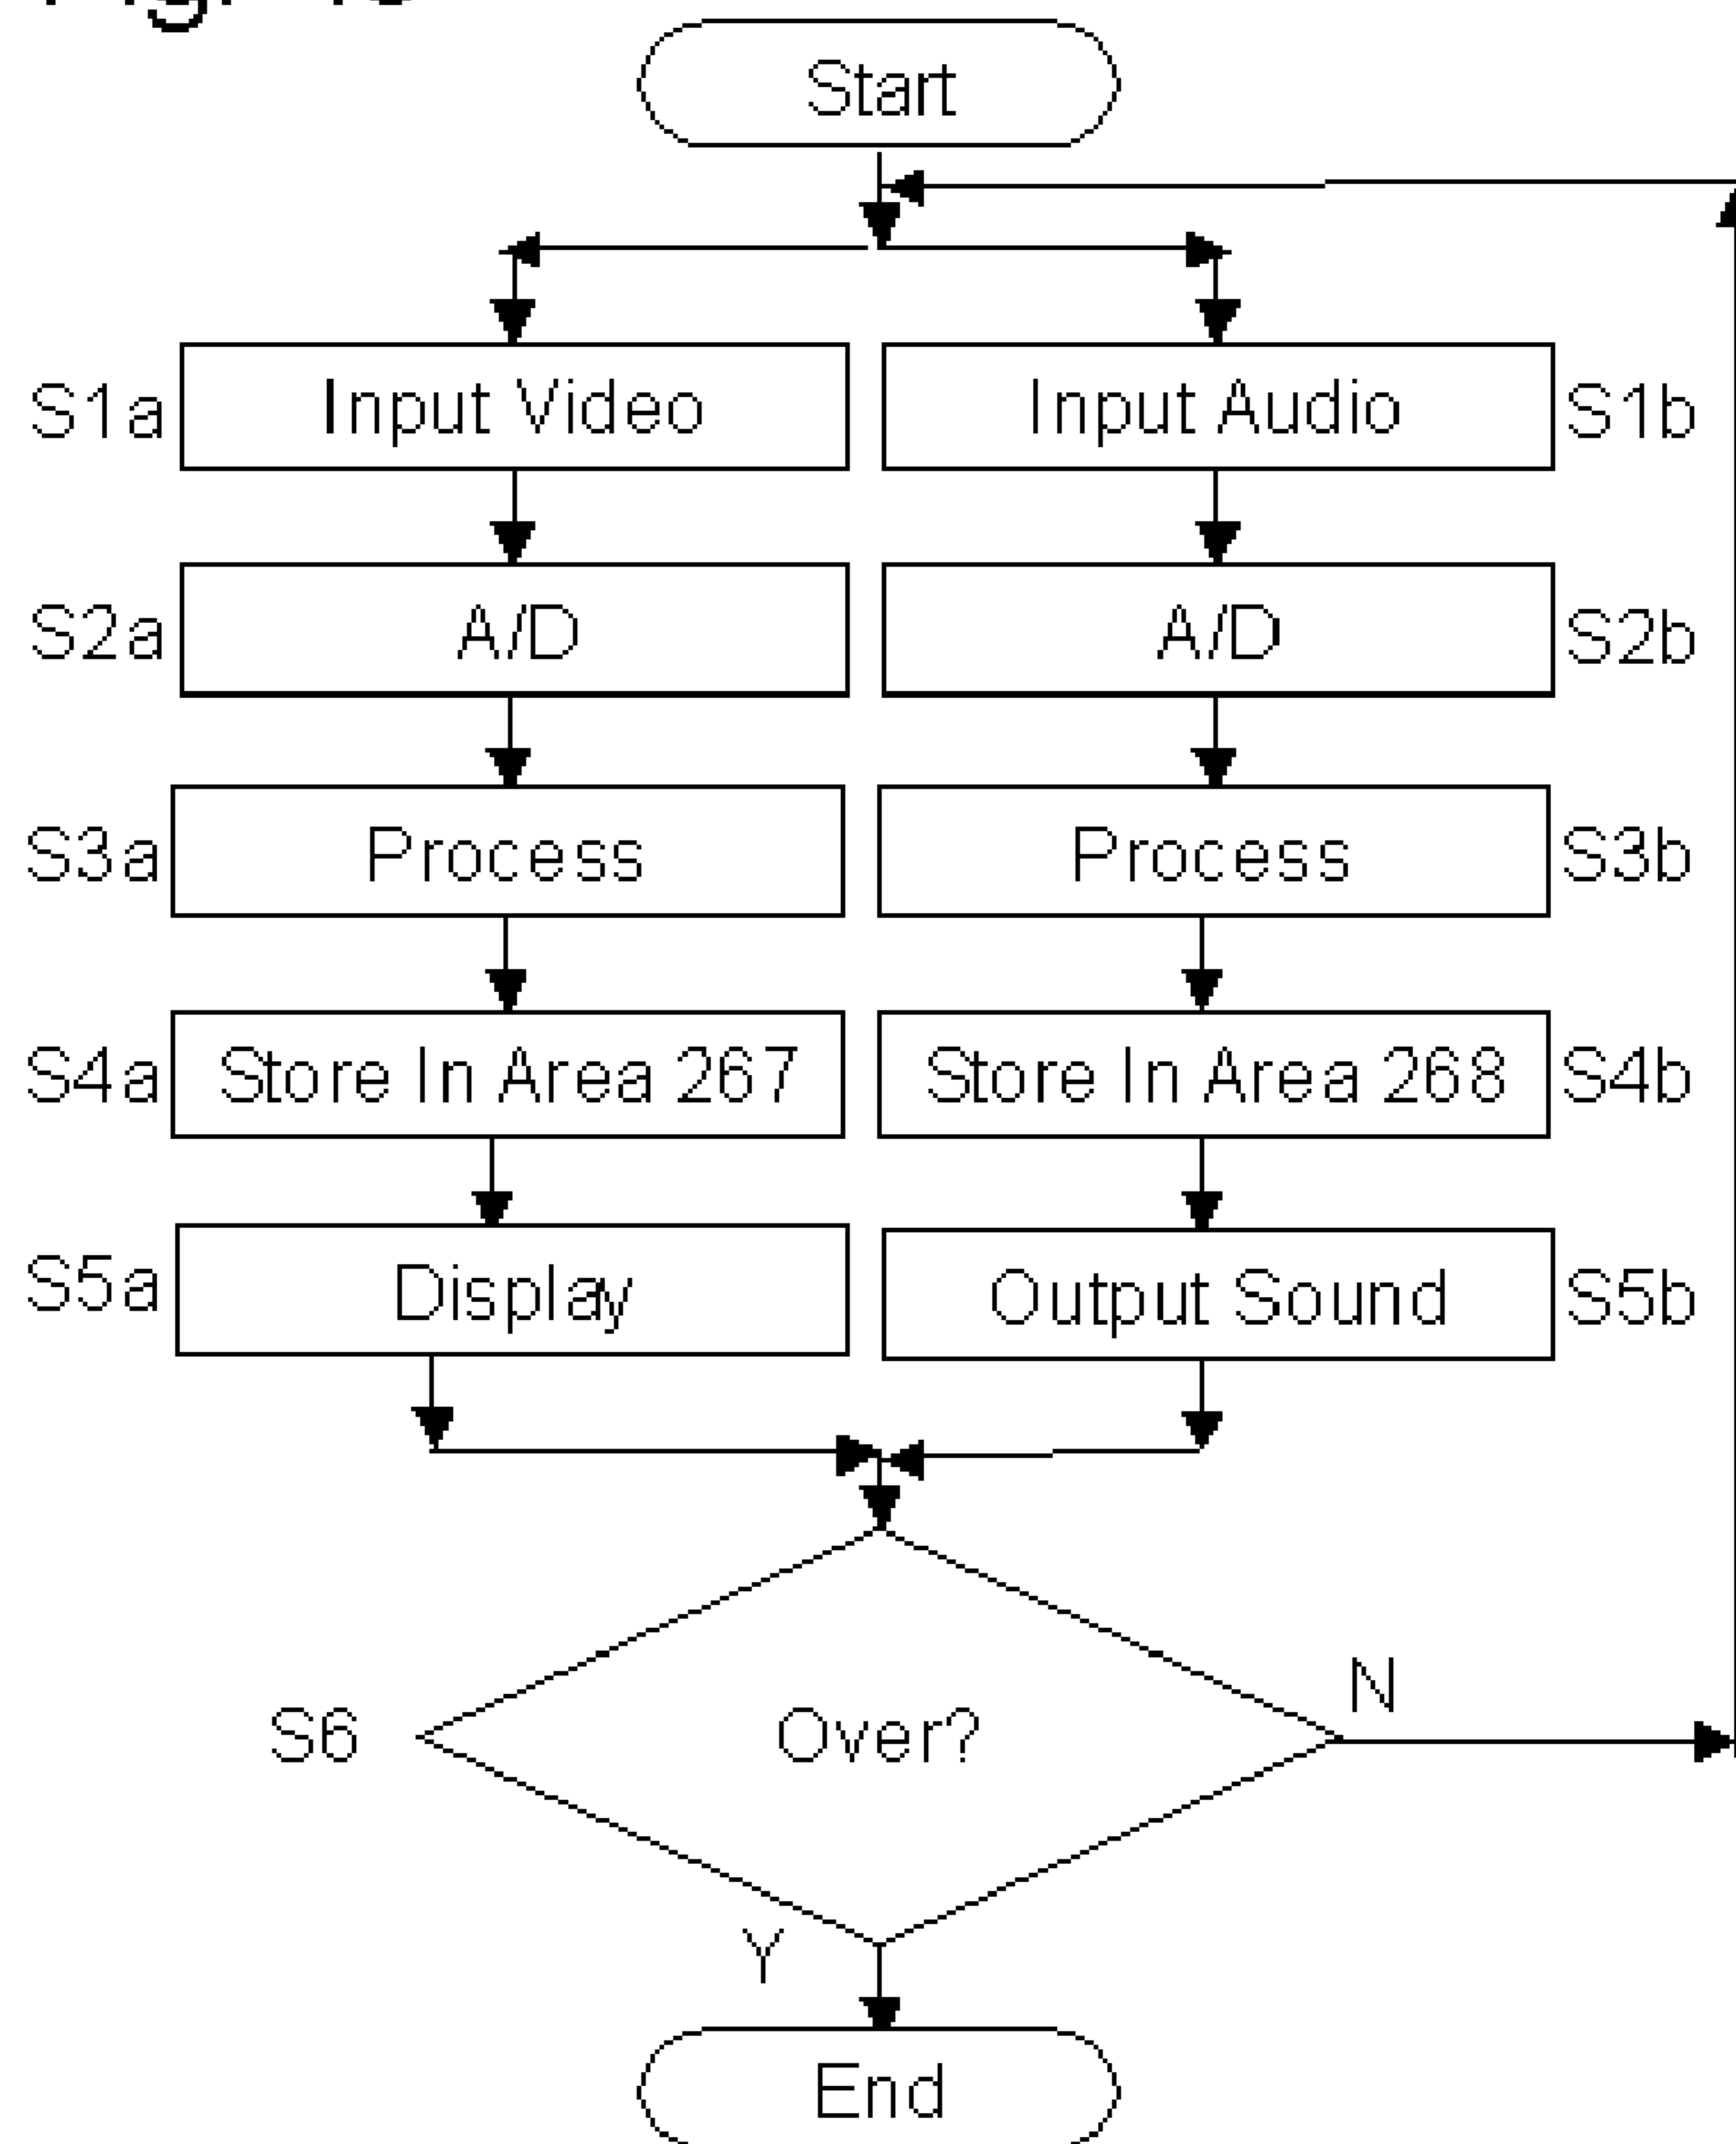 Start
S1a Input Video Input Audio S1b
S2a A/D A/D S2b
S3a Process Process S3b
S4a Store In Area 267 Store In Area 268 S4b
S5a Display Output Sound S5b
N
S6 Over?
Y
End